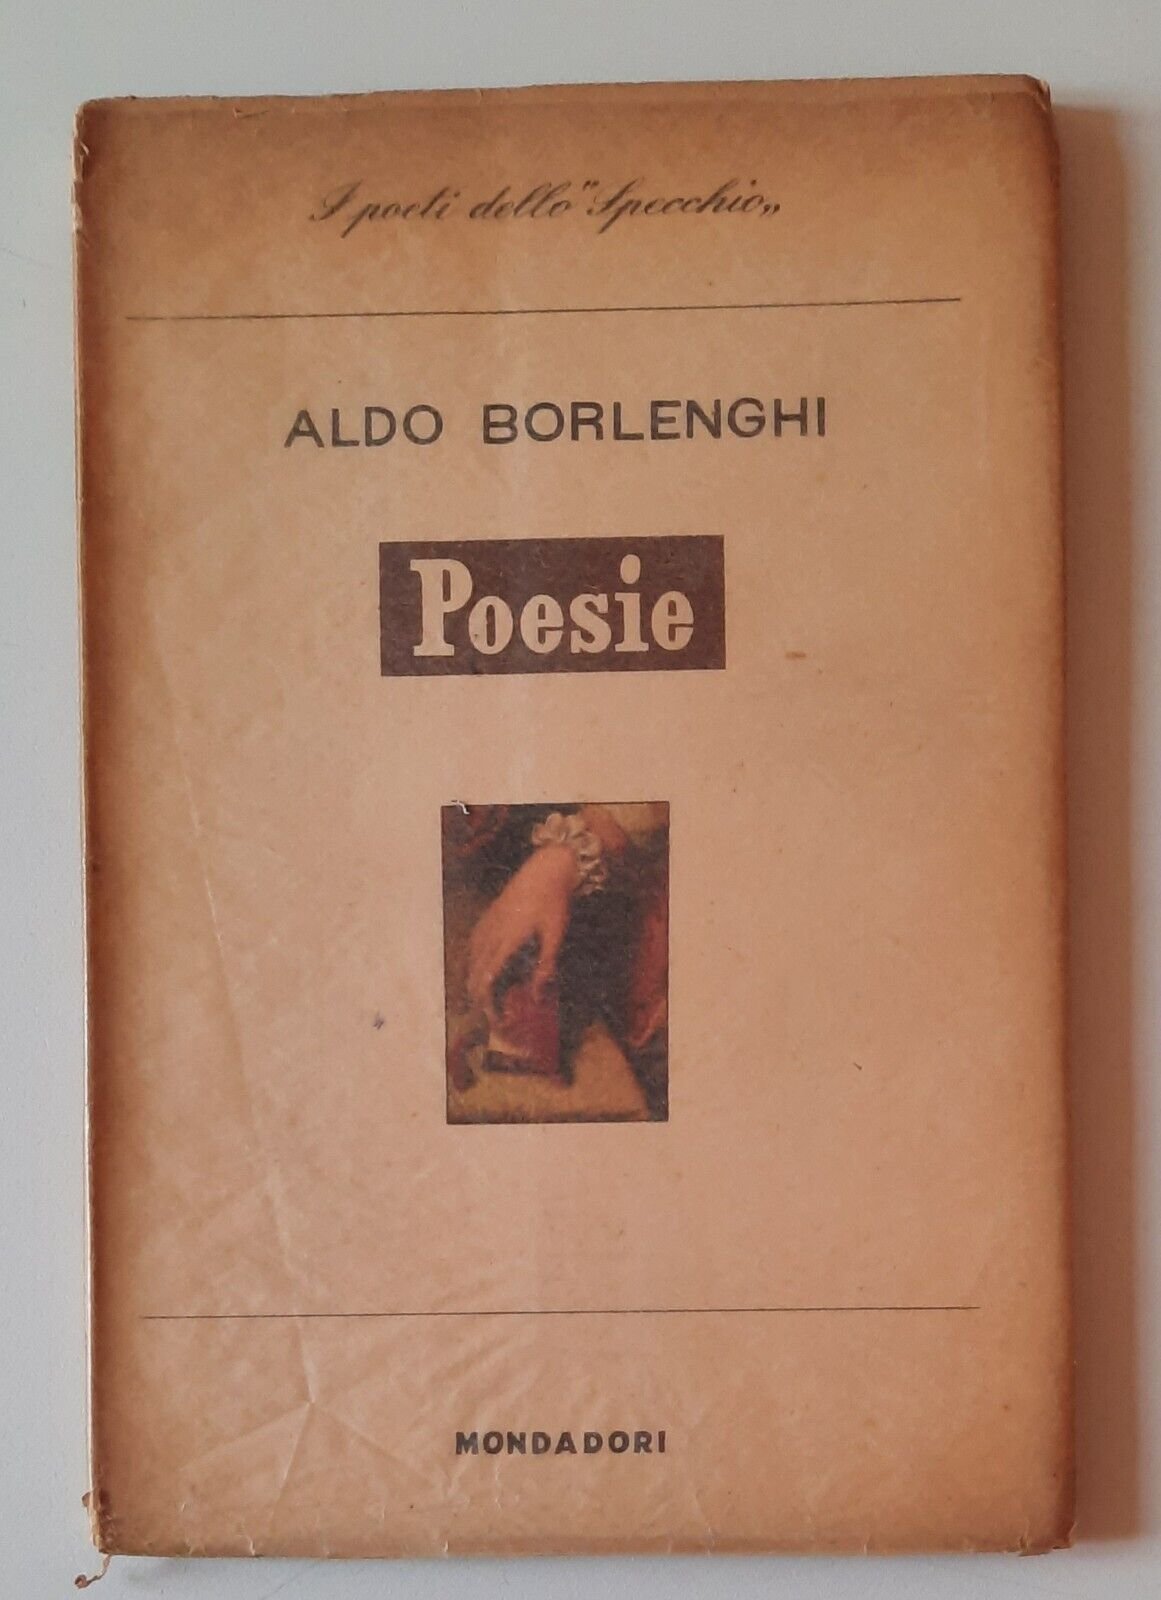 I poeti dello "Specchio„
ALDO BORLENGHI
Poesie
MONDADORI